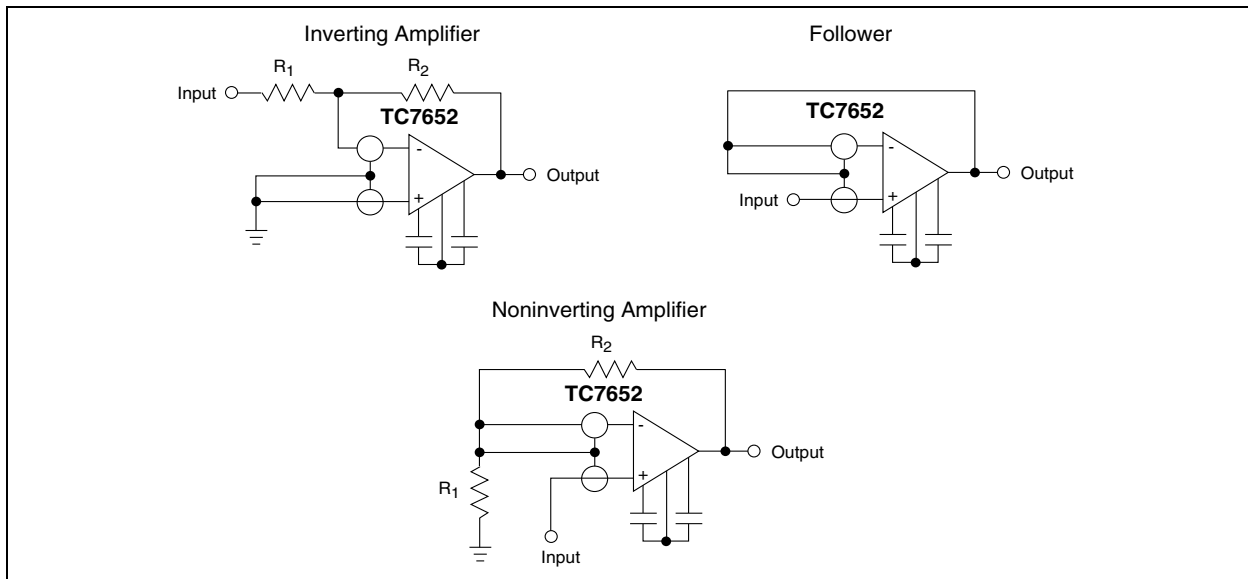 Inverting Amplifier
R1
R2
Input
TC7652
-
+
Output
Follower
TC7652
-
+
Input
Output
Noninverting Amplifier
R2
TC7652
-
+
Output
R1
Input